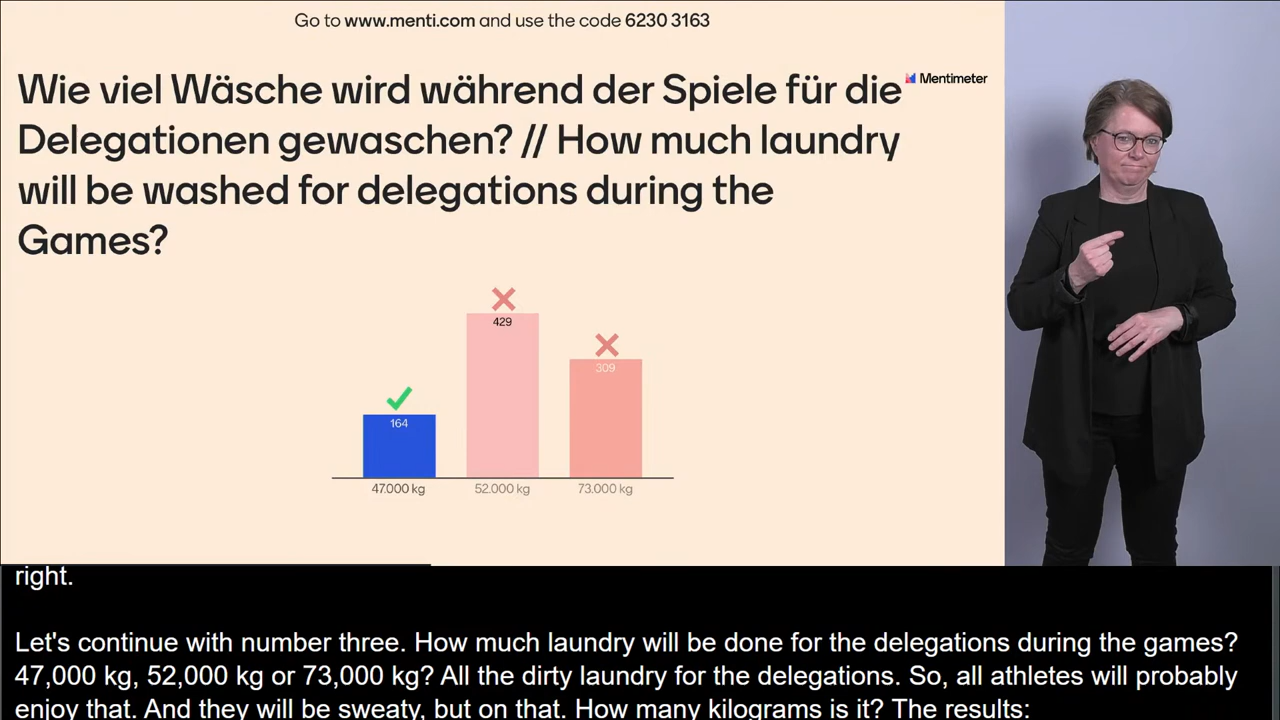 Go to www.menti.com and use the code 6230 3163
Wie viel Wäsche wird während der Spiele für die
Mentimeter
Delegationen gewaschen? // How much laundry
will be washed for delegations during the
Games?
429
309
164
47.000 kg 52.000 kg 73.000 kg
right.
Let's continue with number three. How much laundry will be done for the delegations during the games?
47,000 kg, 52,000 kg or 73,000 kg? All the dirty laundry for the delegations. So, all athletes will probably
enjoy that. And they will be sweaty, but on that. How many kilograms is it? The results: